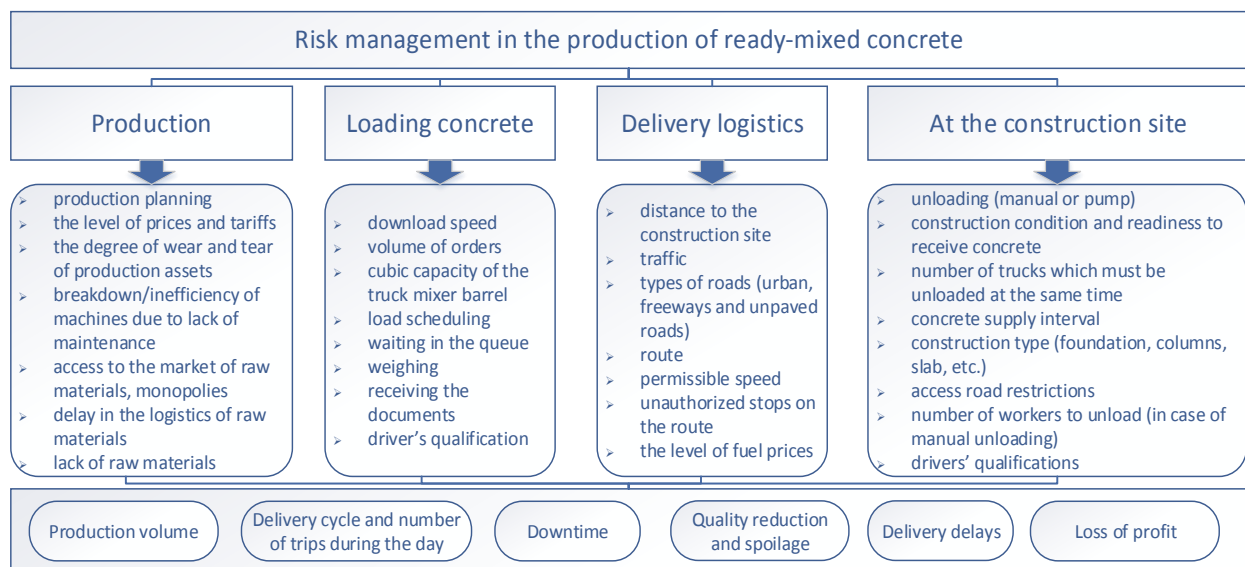 Risk management in the production of ready-mixed concrete
Production
Loading concrete
Delivery logistics
At the construction site
➢ production planning
➢ the level of prices and tariffs
➢ the degree of wear and tear
of production assets
➢ breakdown/inefficiency of
machines due to lack of
maintenance
➢ access to the market of raw
materials, monopolies
➢ delay in the logistics of raw
materials
➢ lack of raw materials
➢ download speed
➢ volume of orders
➢ cubic capacity of the
truck mixer barrel
➢ load scheduling
➢ waiting in the queue
➢ weighing
➢ receiving the
documents
➢ driver's qualification
➢ distance to the
construction site
➢ traffic
➢ types of roads (urban,
freeways and unpaved
roads)
➢ route
➢ permissible speed
➢ unauthorized stops on
the route
➢ the level of fuel prices
➢ unloading (manual or pump)
➢ construction condition and readiness to
receive concrete
➢ number of trucks which must be
unloaded at the same time
➢ concrete supply interval
➢ construction type (foundation, columns,
slab, etc.)
➢ access road restrictions
➢ number of workers to unload (in case of
manual unloading)
➢ drivers' qualifications
Production volume
Delivery cycle and number
of trips during the day
Downtime
Quality reduction
and spoilage
Delivery delays
Loss of profit